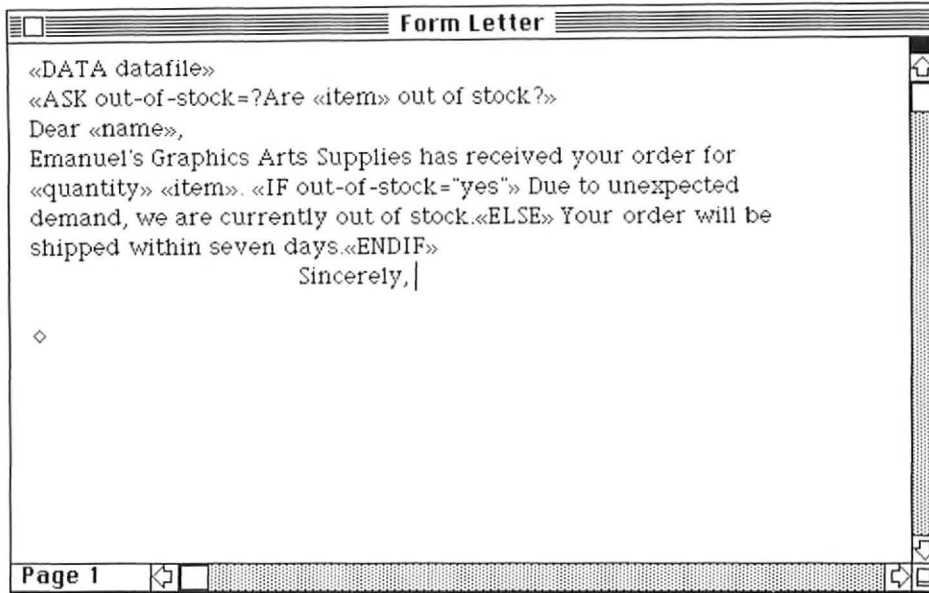 Form Letter
«DATA datafile»
«ASK out-of-stock=?Are «item» out of stock?»
Dear «name»,
Emanuel's Graphics Arts Supplies has received your order for
«quantity» «item». «IF out-of-stock="yes"» Due to unexpected
demand, we are currently out of stock.«ELSE» Your order will be
shipped within seven days.«ENDIF»
Sincerely,
Page 1